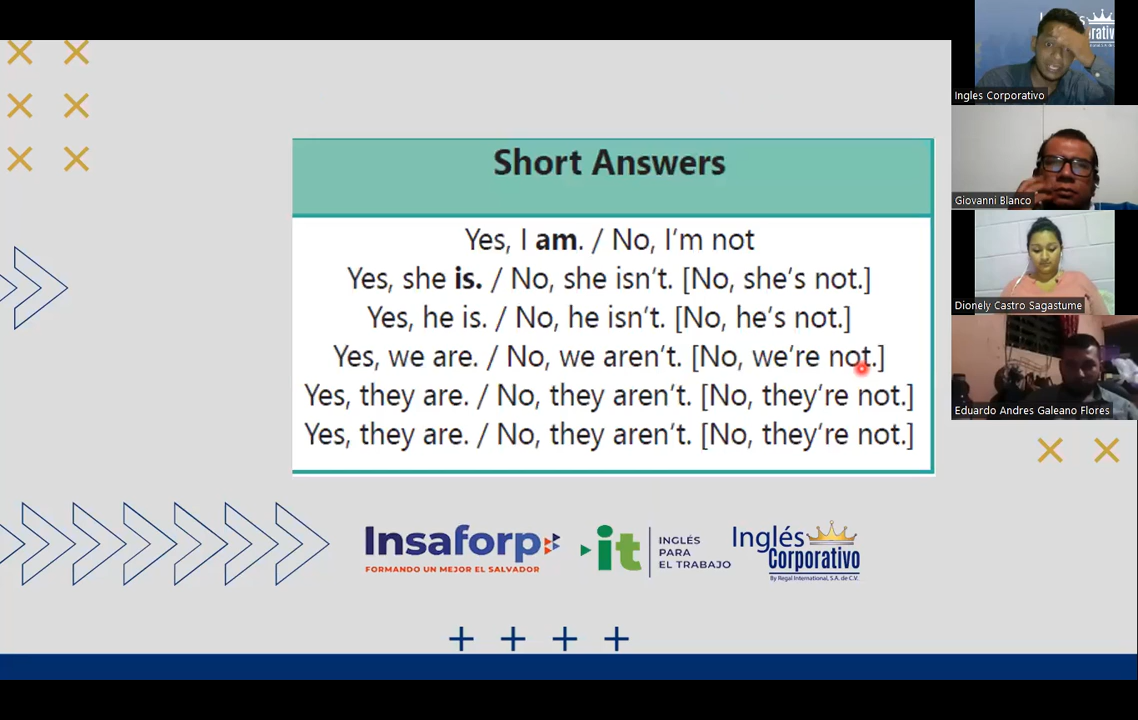 Short Answers
Yes, I am. / No, I'm not
Yes, she is. / No, she isn't. [No, she's not.]
Yes, he is. / No, he isn't. [No, he's not.]
Yes, we are. / No, we aren't. [No, we're not.]
Yes, they are. / No, they aren't. [No, they're not.]
Yes, they are. / No, they aren't. [No, they're not.]
Insaforp
FORMANDO UN MEJOR EL SALVADOR
it
INGLÉS
PARA
EL TRABAJO
Inglés
Corporativo
By Regal International, S.A. de C.V.
Ingles Corporativo
Giovanni Blanco
Dionely Castro Sagastume
Eduardo Andres Galeano Flores